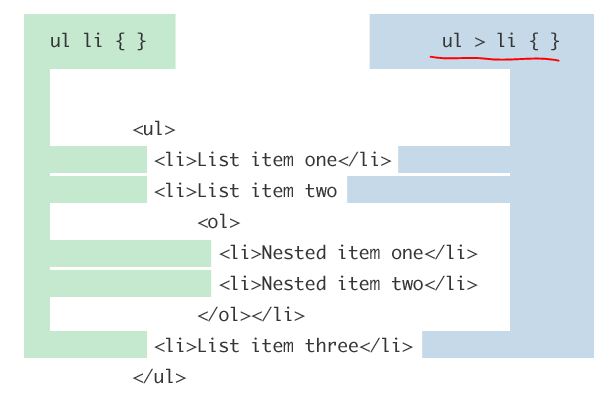 ul li { }
ul > li { }
<ul>
<li>List item one</li>
<li>List item two
<ol>
<li>Nested item one</li>
<li>Nested item two</li>
</ol></li>
<li>List item three</li>
</ul>